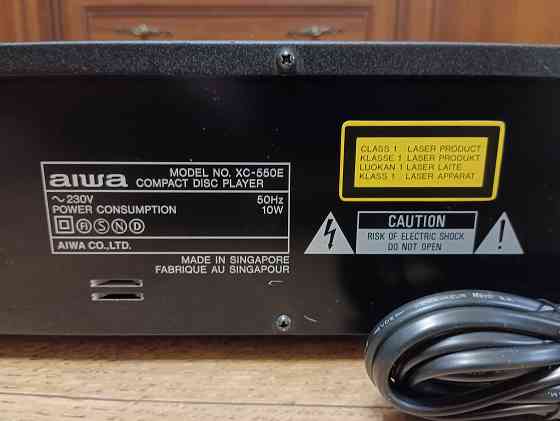 aiwa
MODEL NO. XC-550E
COMPACT DISC PLAYER
~ 230V 50Hz
POWER CONSUMPTION 10W
FI S N D
AIWA CO.,LTD.
MADE IN SINGAPORE
FABRIQUE AU SINGAPOUR
CLASS 1 LASER PRODUCT
KLASSE 1 LASER PRODUKT
LUOKAN 1 LASER LAITE
KLASS 1 LASER APPARAT
CAUTION
RISK OF ELECTRIC SHOCK
DO NOT OPEN
!